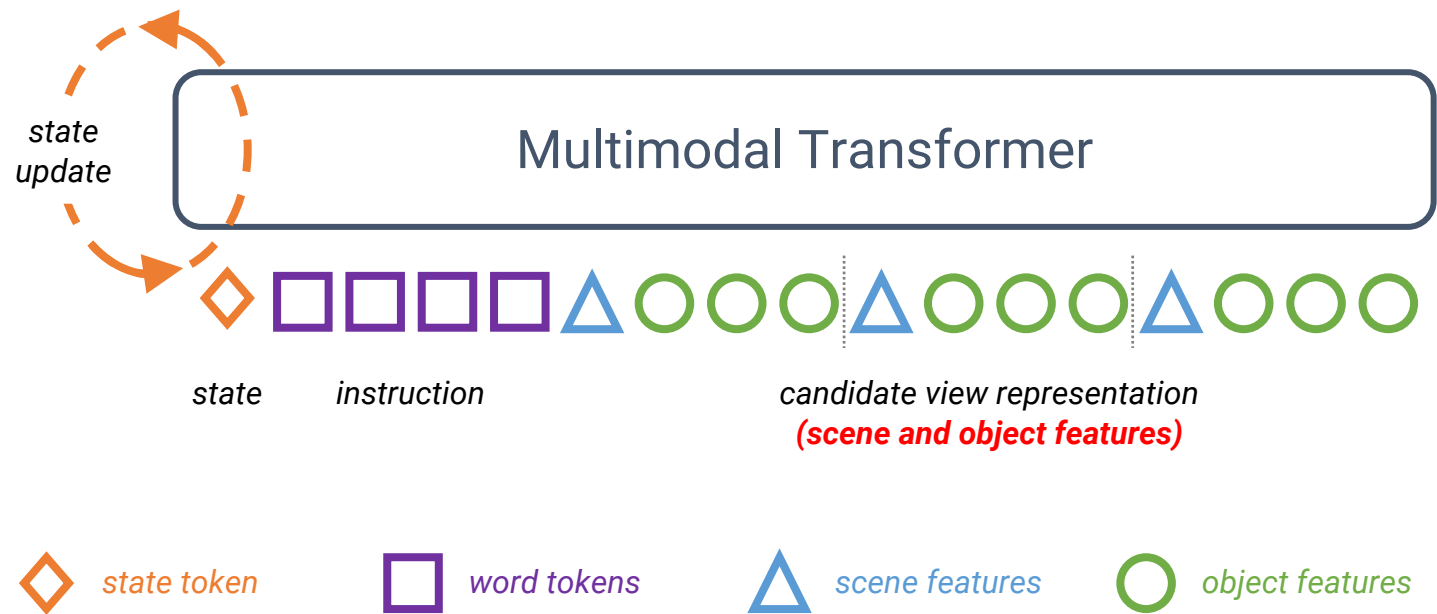 state
update
Multimodal Transformer
state
instruction
candidate view representation
(scene and object features)
state token
word tokens
scene features
object features